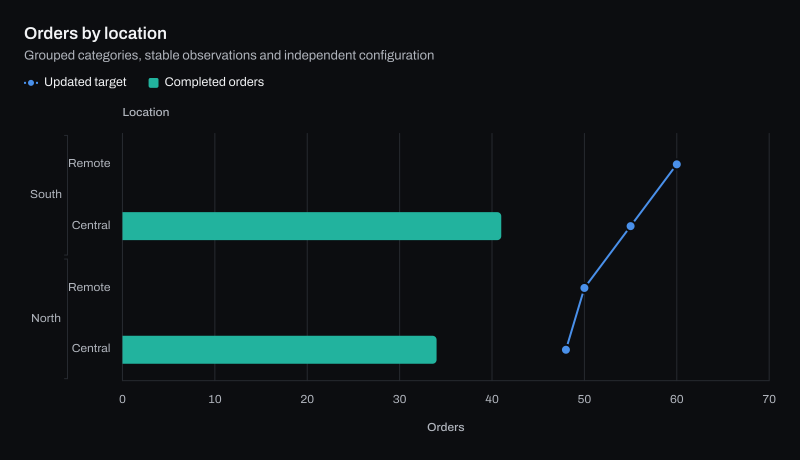 Orders by location
Grouped categories, stable observations and independent configuration
Updated target Completed orders
Location
Remote
South
Central
Remote
North
Central
0 10 20 30 40 50 60 70
Orders